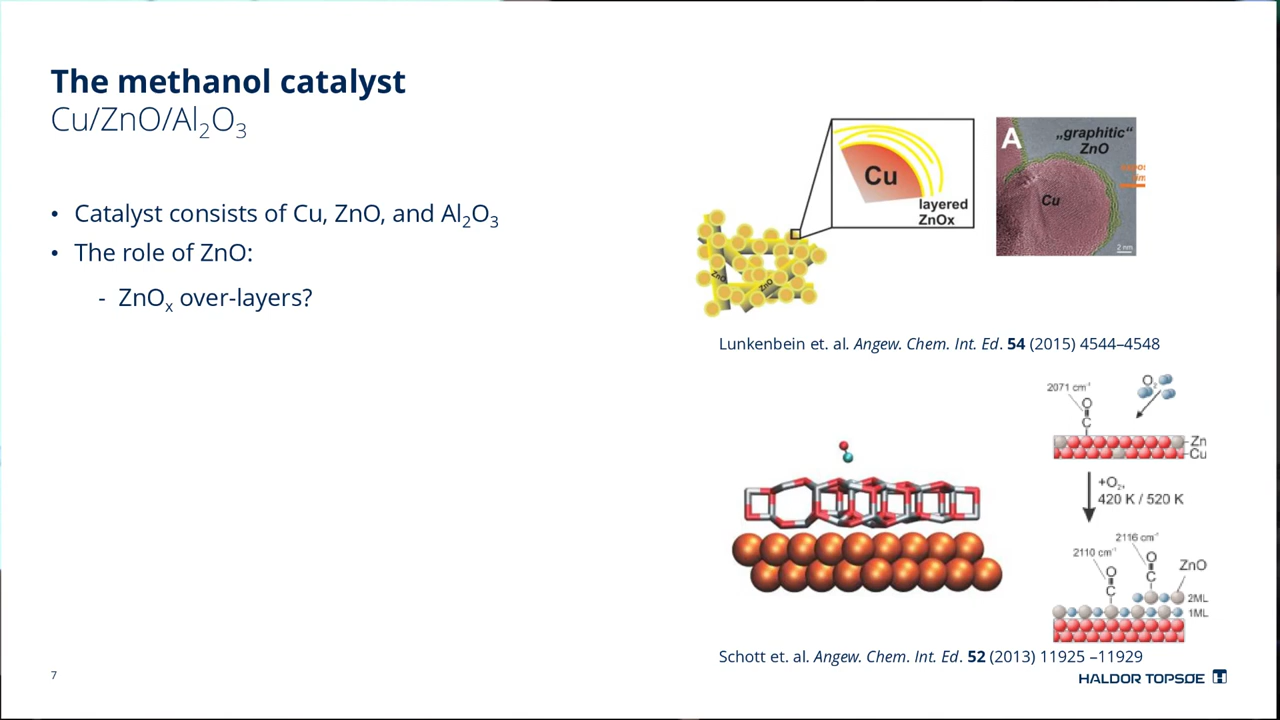 The methanol catalyst
Cu/ZnO/Al₂O₃
• Catalyst consists of Cu, ZnO, and Al₂O₃
• The role of ZnO:
- ZnOₓ over-layers?
Cu
layered
ZnOx
ZnO
ZnO
A
„graphitic“
ZnO
Cu
2 nm
Lunkenbein et. al. Angew. Chem. Int. Ed. 54 (2015) 4544–4548
2071 cm⁻¹
O₂
O
C
Zn
Cu
+O₂,
420 K / 520 K
2116 cm⁻¹
2110 cm⁻¹
O
C
O
C
ZnO
2ML
1ML
Schott et. al. Angew. Chem. Int. Ed. 52 (2013) 11925 –11929
7
HALDOR TOPSØE